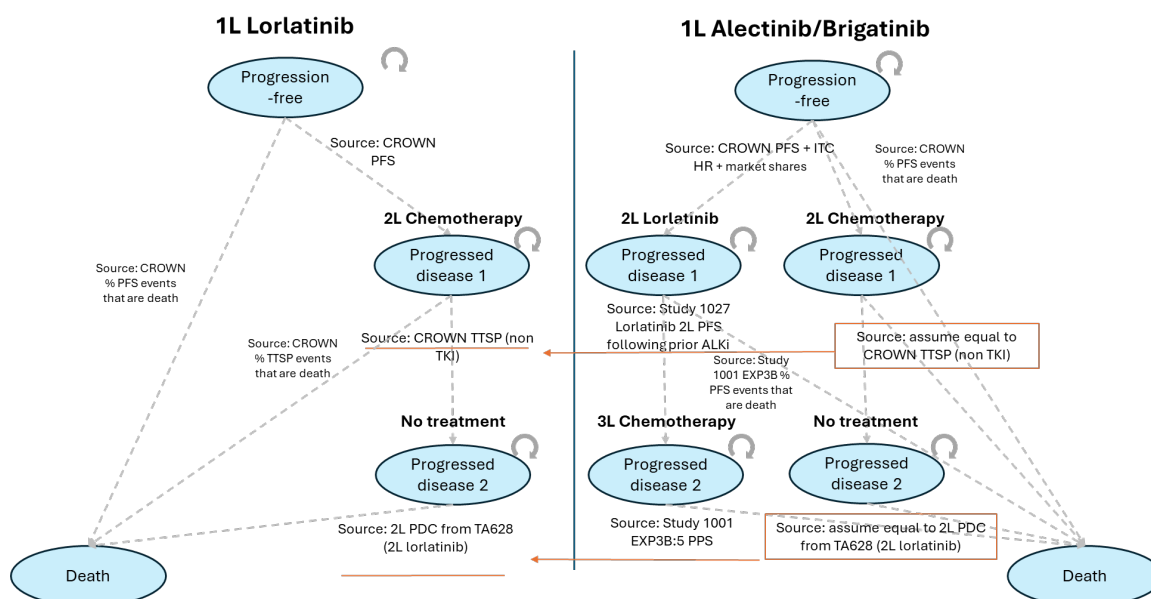 1L Lorlatinib
1L Alectinib/Brigatinib
Progression
-free
Progression
-free
Source: CROWN
PFS
Source: CROWN PFS + ITC
HR + market shares
Source: CROWN
% PFS events
that are death
2L Chemotherapy
2L Lorlatinib
2L Chemotherapy
Progressed
disease 1
Progressed
disease 1
Progressed
disease 1
Source: CROWN
% PFS events
that are death
Source: CROWN
% TTSP events
that are death
Source: CROWN TTSP (non
TKI)
Source: Study 1027
Lorlatinib 2L PFS
following prior ALKi
Source: Study
1001 EXP3B %
PFS events that
are death
Source: assume equal to
CROWN TTSP (non TKI)
No treatment
3L Chemotherapy
No treatment
Progressed
disease 2
Progressed
disease 2
Progressed
disease 2
Source: 2L PDC from TA628
(2L lorlatinib)
Source: Study 1001
EXP3B:5 PPS
Source: assume equal to 2L PDC
from TA628 (2L lorlatinib)
Death
Death